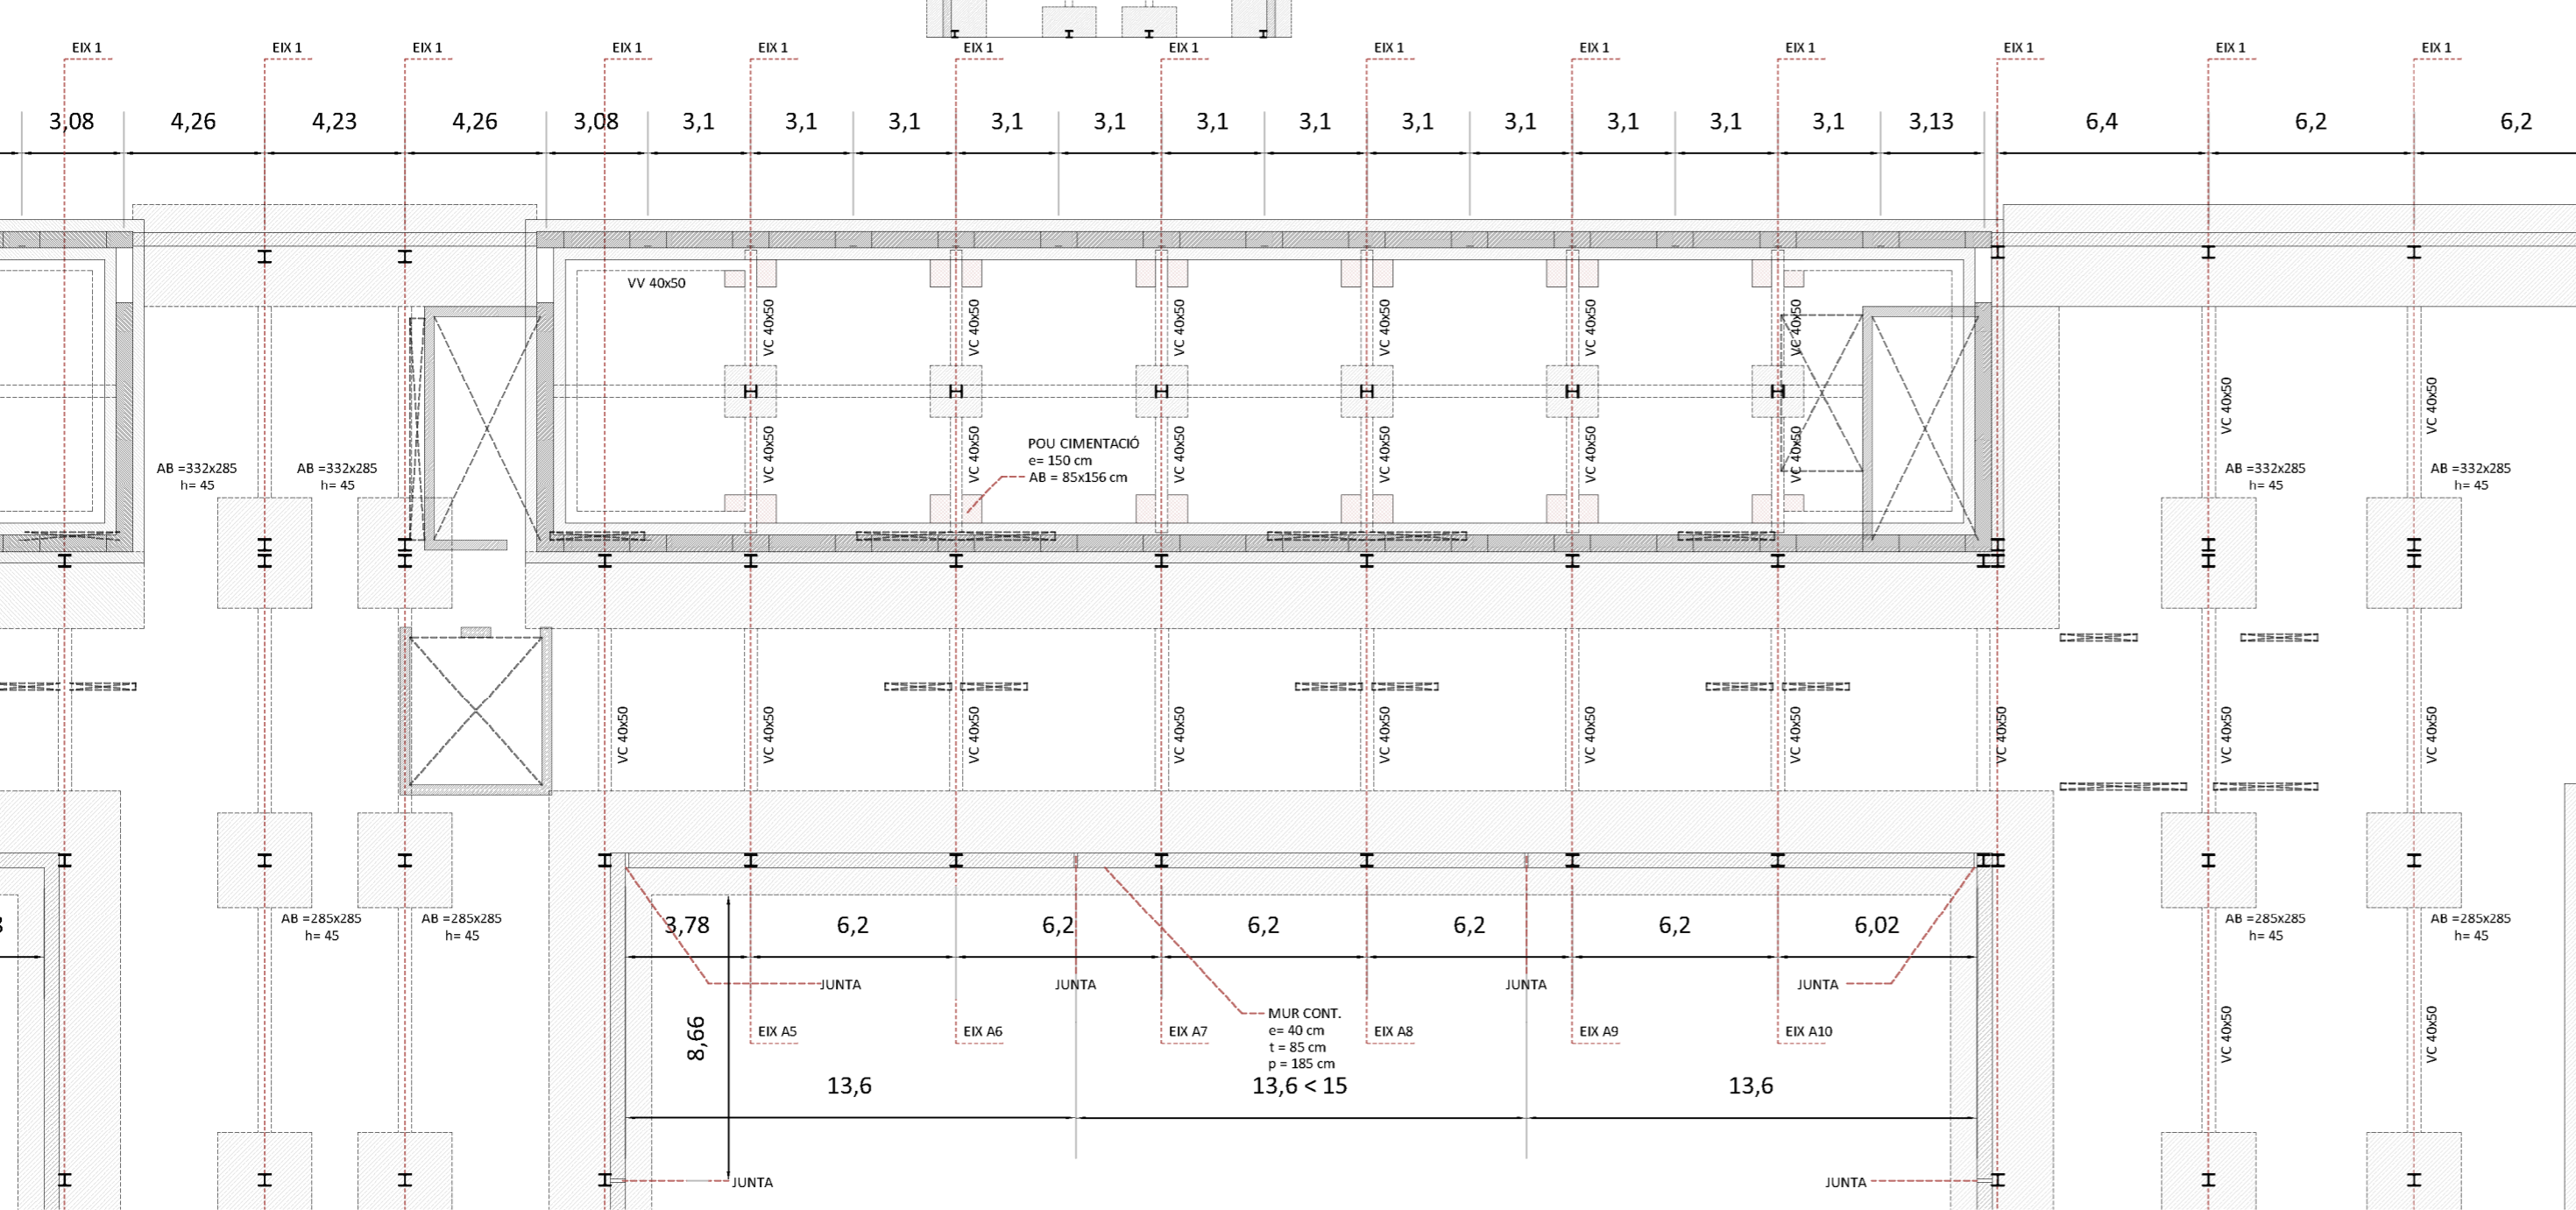 EIX 1 EIX 1 EIX 1 EIX 1 EIX 1 EIX 1 EIX 1 EIX 1 EIX 1 EIX 1 EIX 1 EIX 1 EIX 1
3,08 4,26 4,23 4,26 3,08 3,1 3,1 3,1 3,1 3,1 3,1 3,1 3,1 3,1 3,1 3,1 3,1 3,13 6,4 6,2 6,2
VV 40x50
VC 40x50 VC 40x50 VC 40x50 VC 40x50 VC 40x50 VC 40x50
VC 40x50 VC 40x50
POU CIMENTACIÓ
e= 150 cm
AB = 85x156 cm
VC 40x50 VC 40x50 VC 40x50 VC 40x50 VC 40x50 VC 40x50
AB =332x285
h= 45
AB =332x285
h= 45
AB =332x285
h= 45
AB =332x285
h= 45
VC 40x50 VC 40x50 VC 40x50 VC 40x50 VC 40x50 VC 40x50 VC 40x50 VC 40x50 VC 40x50 VC 40x50
AB =285x285
h= 45
AB =285x285
h= 45
AB =285x285
h= 45
AB =285x285
h= 45
3,78 6,2 6,2 6,2 6,2 6,2 6,02
JUNTA JUNTA JUNTA JUNTA
8,66
MUR CONT.
e= 40 cm
t = 85 cm
p = 185 cm
EIX A5 EIX A6 EIX A7 EIX A8 EIX A9 EIX A10
VC 40x50 VC 40x50
13,6 13,6 < 15 13,6
JUNTA JUNTA